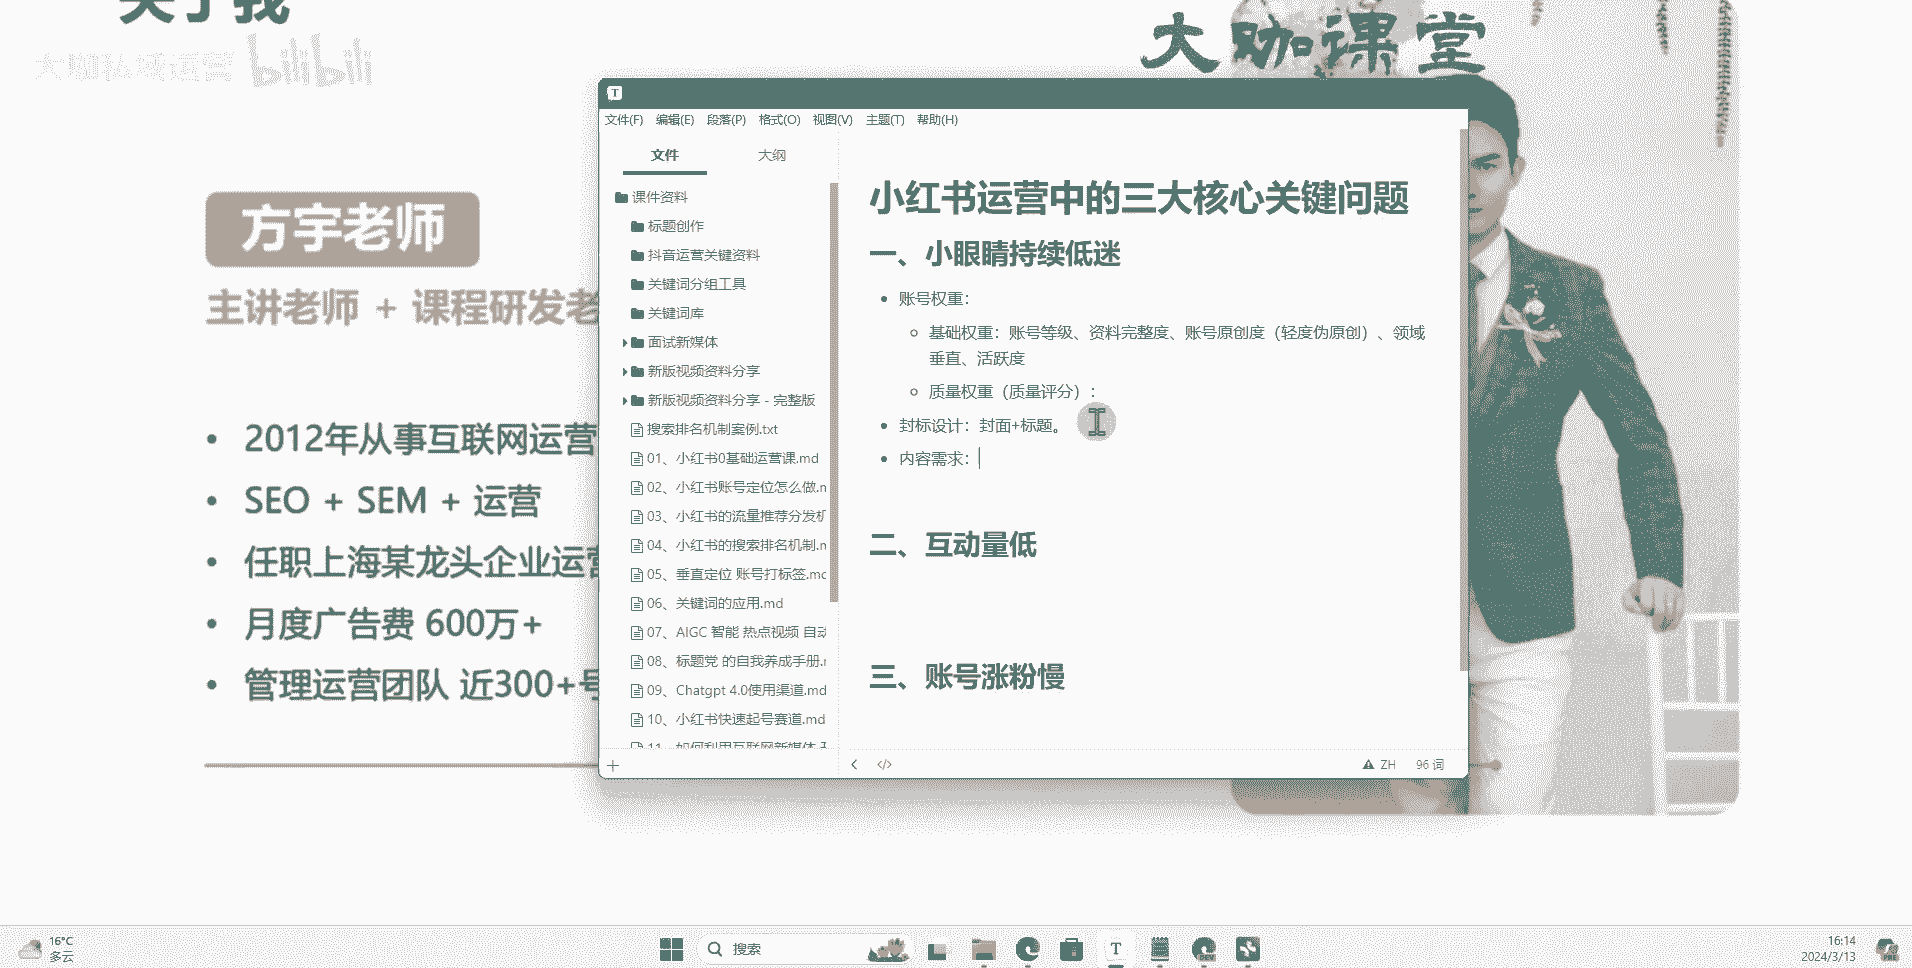 关于我
大咖私域运营 bilibili
大咖课堂
方宇老师
主讲老师 + 课程研发老
2012年从事互联网运营
SEO + SEM + 运营
任职上海某龙头企业运营
月度广告费 600万+
管理运营团队 近300+号
T
文件(F) 编辑(E) 段落(P) 格式(O) 视图(V) 主题(T) 帮助(H)
文件 大纲
课件资料
标题创作
抖音运营关键资料
关键词分组工具
关键词库
面试新媒体
新版视频资料分享
新版视频资料分享 - 完整版
搜索排名机制案例.txt
01、小红书0基础运营课.md
02、小红书账号定位怎么做.m
03、小红书的流量推荐分发机
04、小红书的搜索排名机制.m
05、垂直定位 账号打标签.mc
06、关键词的应用.md
07、AIGC 智能 热点视频 自动
08、标题党 的自我养成手册.r
09、Chatgpt 4.0使用渠道.md
10、小红书快速起号赛道.md
11、如何利用互联网新媒体
小红书运营中的三大核心关键问题
一、小眼睛持续低迷
账号权重：
基础权重：账号等级、资料完整度、账号原创度（轻度伪原创）、领域
垂直、活跃度
质量权重（质量评分）：
封标设计：封面+标题。
内容需求：
二、互动量低
三、账号涨粉慢
ZH 96 词
16°C
多云
搜索
T
DEV
16:14
2024/3/13
PRE